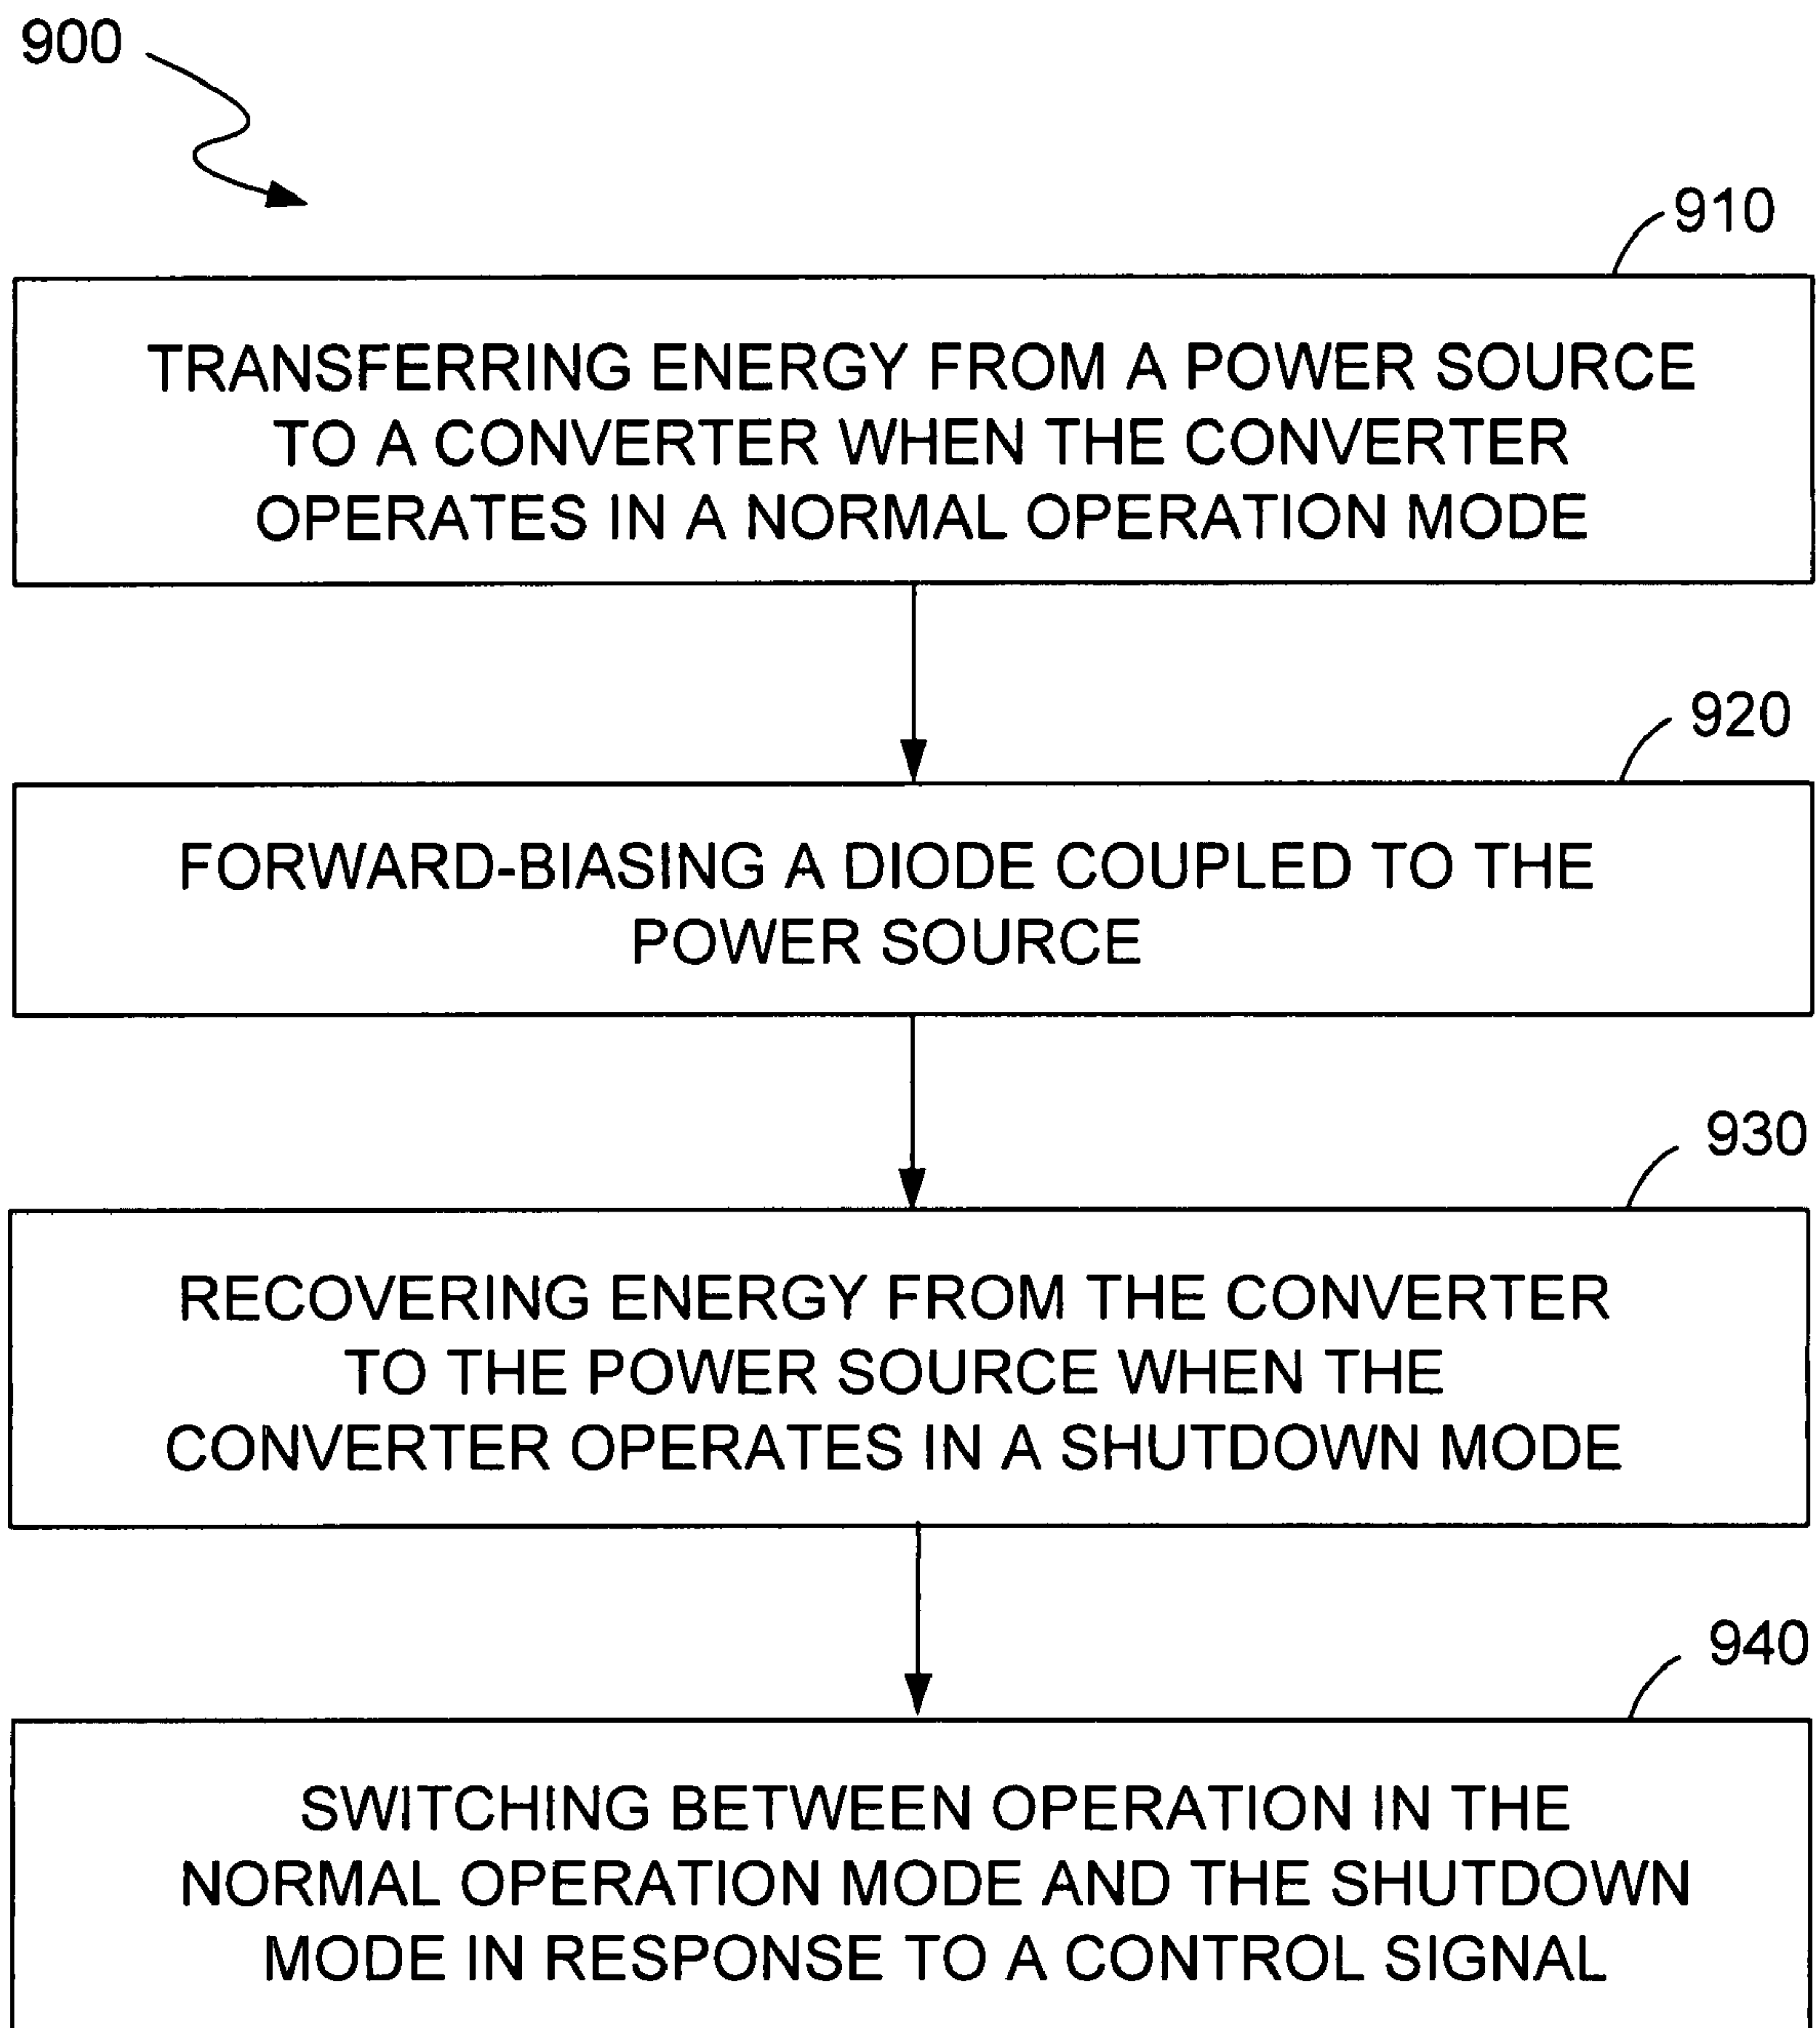 900
910
TRANSFERRING ENERGY FROM A POWER SOURCE
TO A CONVERTER WHEN THE CONVERTER
OPERATES IN A NORMAL OPERATION MODE
920
FORWARD-BIASING A DIODE COUPLED TO THE
POWER SOURCE
930
RECOVERING ENERGY FROM THE CONVERTER
TO THE POWER SOURCE WHEN THE
CONVERTER OPERATES IN A SHUTDOWN MODE
940
SWITCHING BETWEEN OPERATION IN THE
NORMAL OPERATION MODE AND THE SHUTDOWN
MODE IN RESPONSE TO A CONTROL SIGNAL